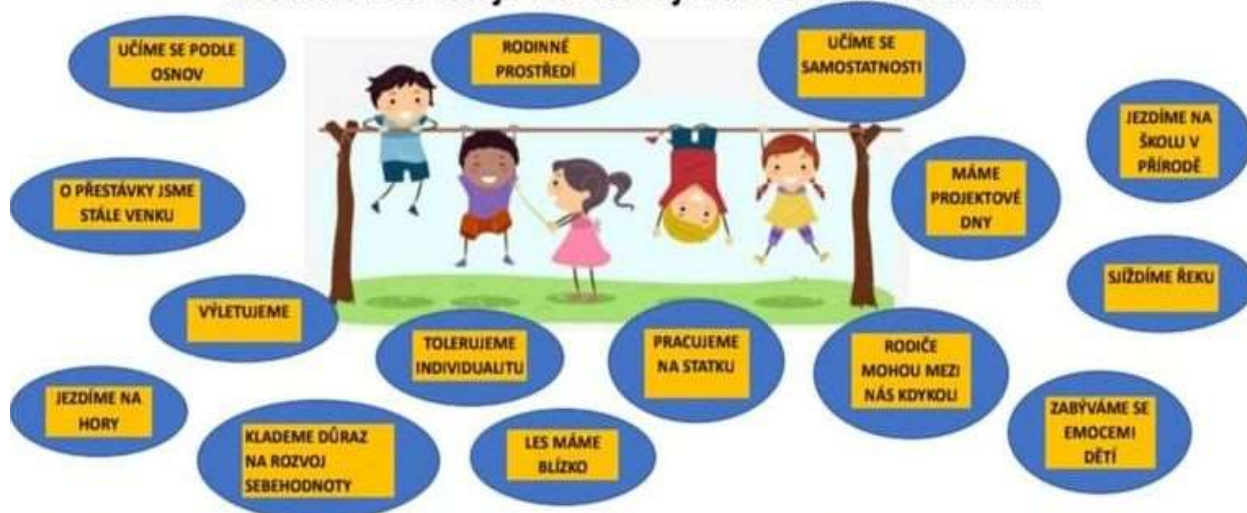 UČÍME SE PODLE
OSNOV
RODINNÉ
PROSTŘEDÍ
UČÍME SE
SAMOSTATNOSTI
JEZDÍME NA
ŠKOLU V
PŘÍRODĚ
O PŘESTÁVKY JSME
STÁLE VENKU
MÁME
PROJEKTOVÉ
DNY
SJÍŽDÍME ŘEKU
VÝLETUJEME
TOLERUJEME
INDIVIDUALITU
PRACUJEME
NA STATKU
RODIČE
MOHOU MEZI
NÁS KDYKOLI
JEZDÍME NA
HORY
KLADEME DŮRAZ
NA ROZVOJ
SEBEHODNOTY
LES MÁME
BLÍZKO
ZABÝVÁME SE
EMOCEMI
DĚTÍ